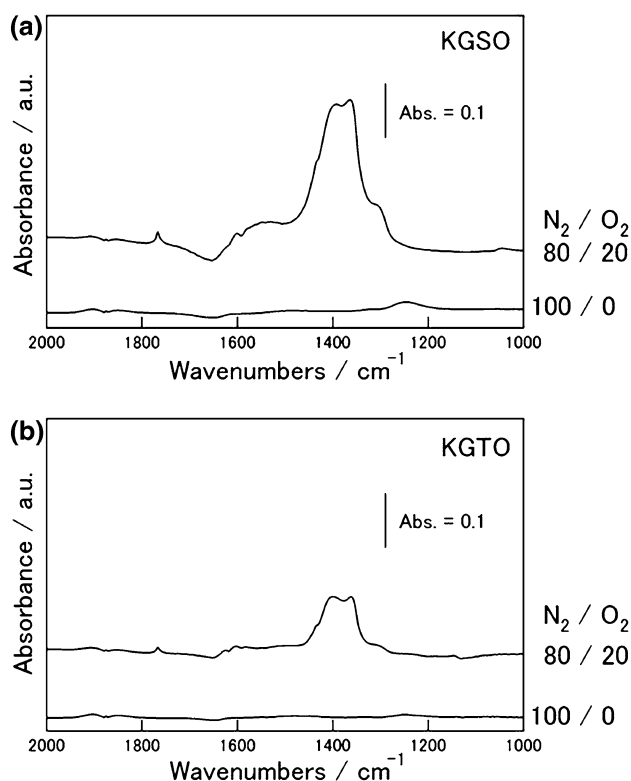 (a)
KGSO
Absorbance / a.u.
Abs. = 0.1
N₂ / O₂
80 / 20
100 / 0
2000 1800 1600 1400 1200 1000
Wavenumbers / cm⁻¹
(b)
KGTO
Absorbance / a.u.
Abs. = 0.1
N₂ / O₂
80 / 20
100 / 0
2000 1800 1600 1400 1200 1000
Wavenumbers / cm⁻¹